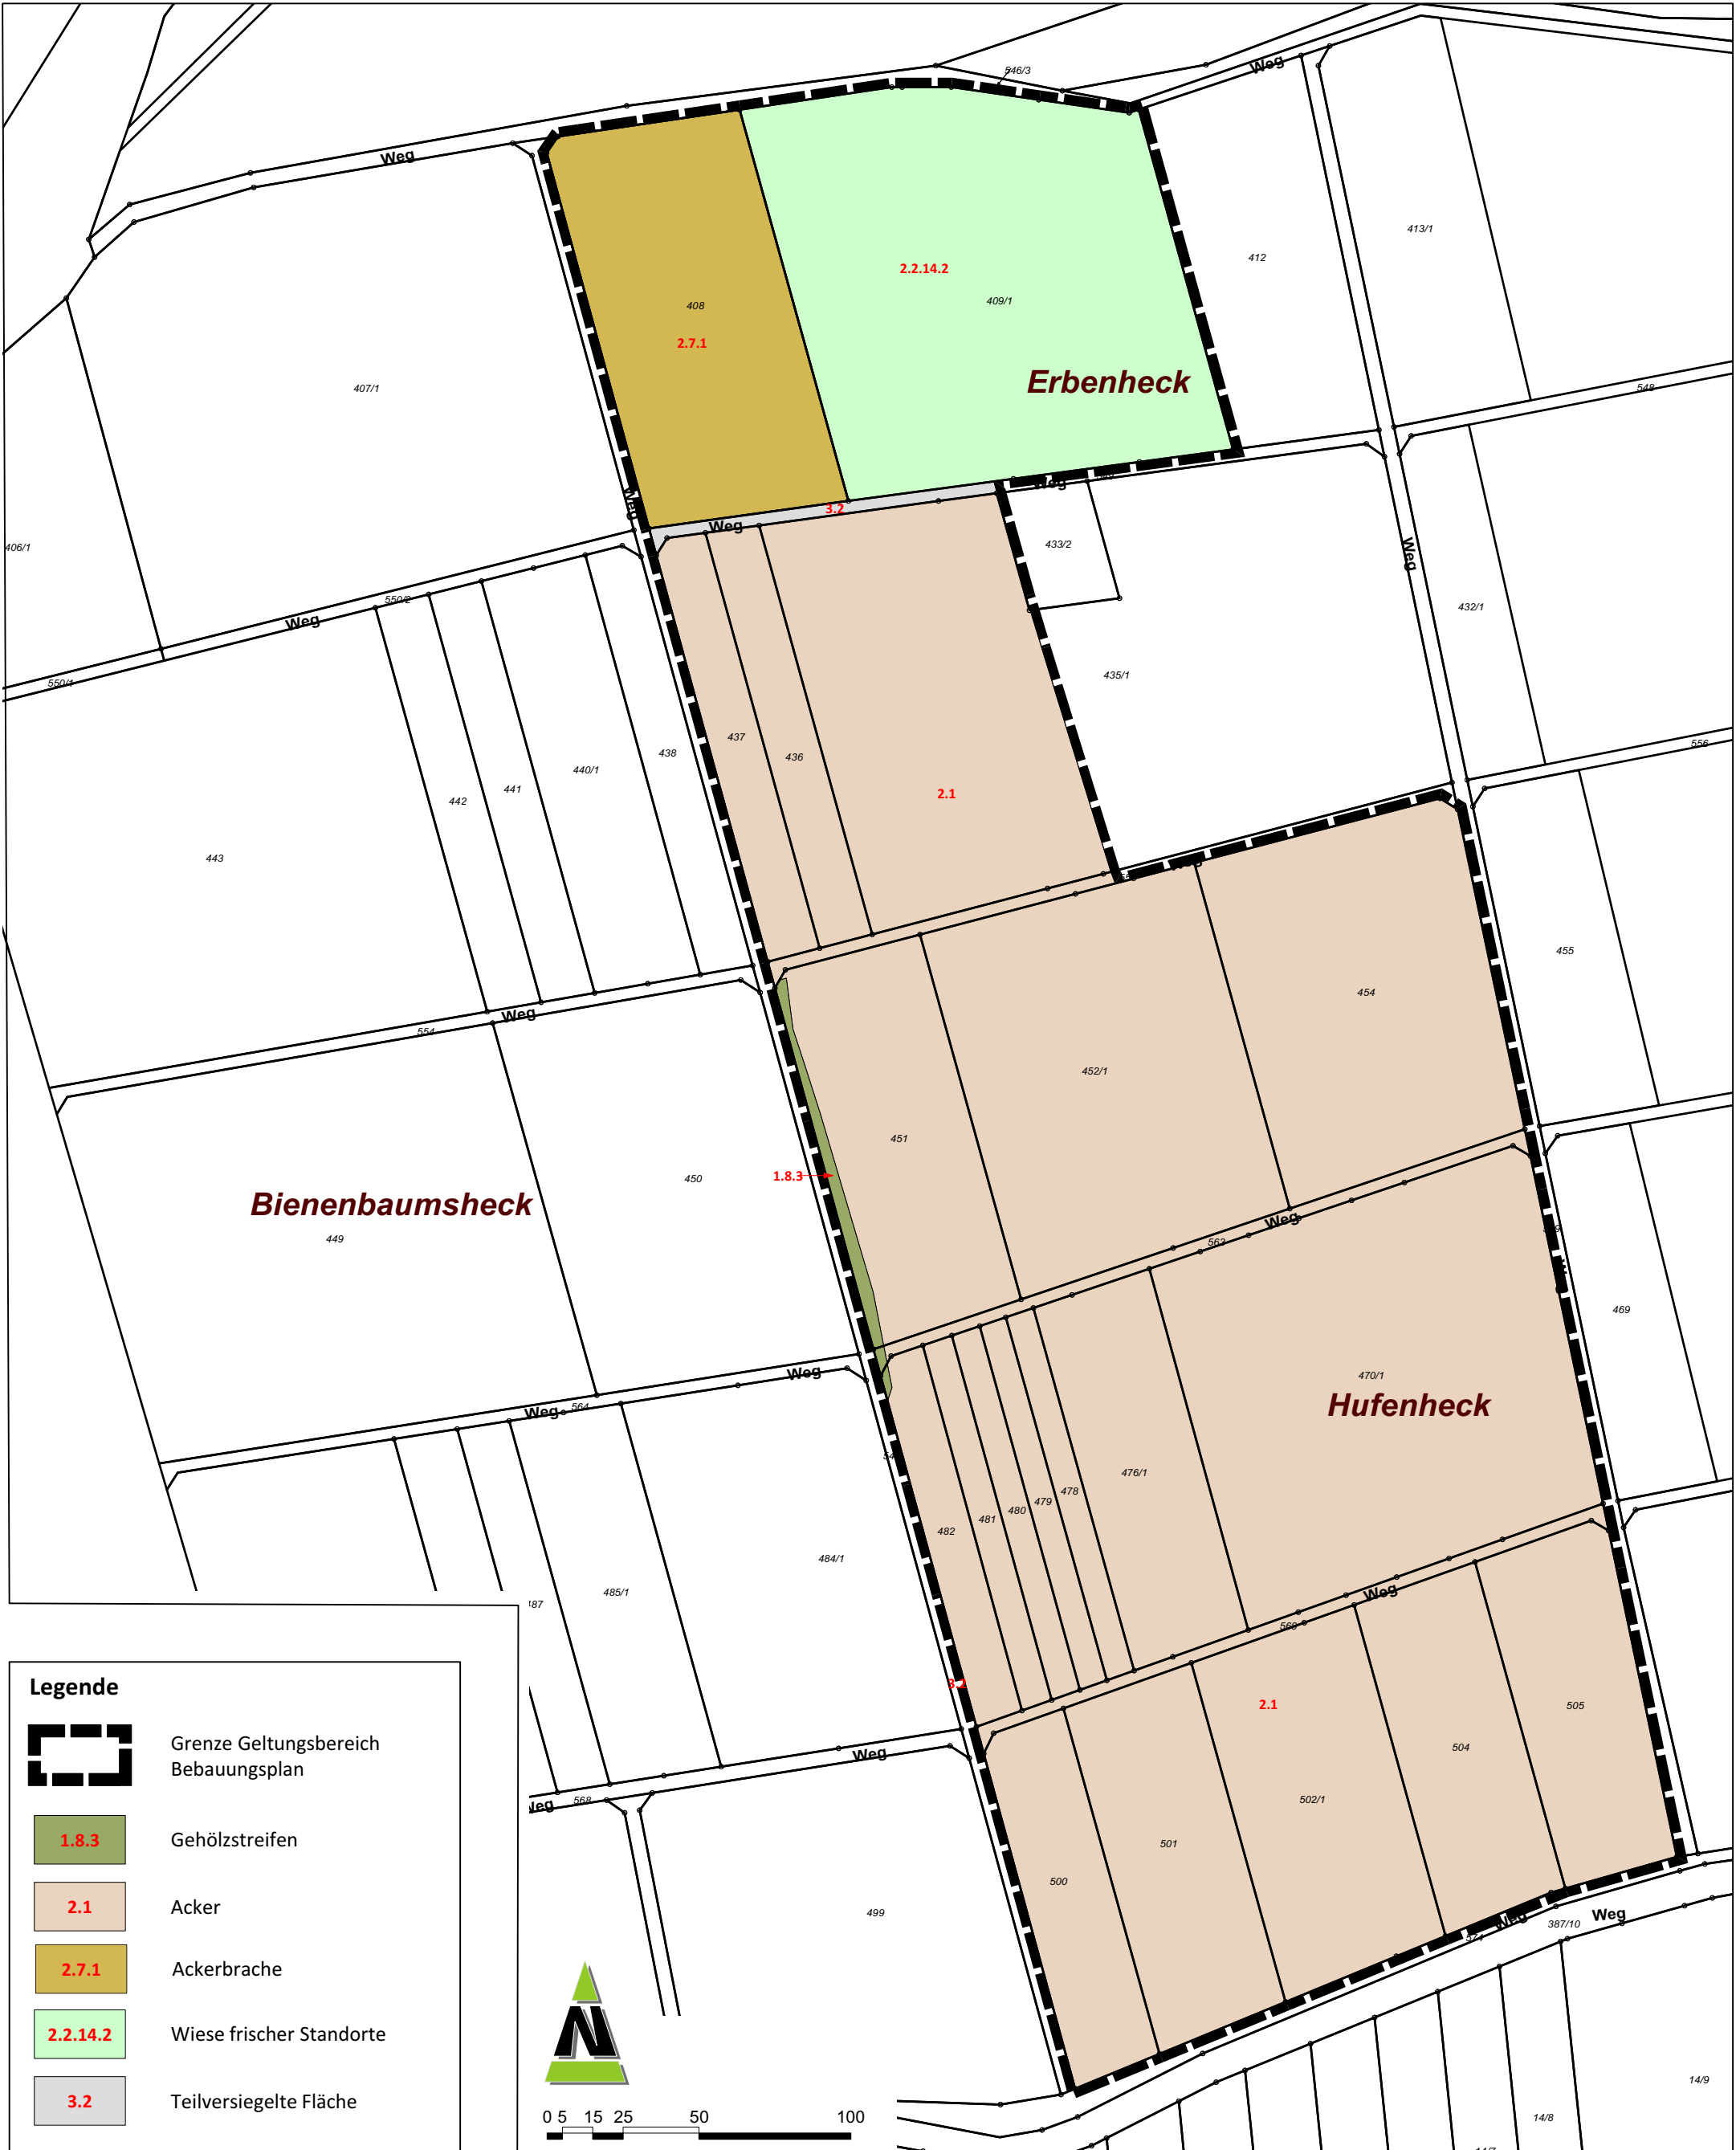 546/3
Weg
Weg
413/1
412
2.2.14.2
409/1
408
2.7.1
Erbenheck
407/1
548
Weg
Weg
3.2
Weg
406/1
433/2
Weg
550/2
Weg
432/1
550/1
435/1
437
438
436
440/1
441
442
2.1
556
443
Weg
455
454
Weg
554
452/1
451
450
1.8.3
Bienenbaumsheck
449
Weg
563
469
470/1
Weg
564
Weg
Hufenheck
476/1
478
479
480
481
482
484/1
485/1
487
Weg
569
3.2
2.1
505
504
Weg
502/1
Weg
568
501
500
499
Weg
Weg
387/10
574
14/9
14/8
Legende
Grenze Geltungsbereich
Bebauungsplan
1.8.3 Gehölzstreifen
2.1 Acker
2.7.1 Ackerbrache
2.2.14.2 Wiese frischer Standorte
3.2 Teilversiegelte Fläche
N
0 5 15 25 50 100